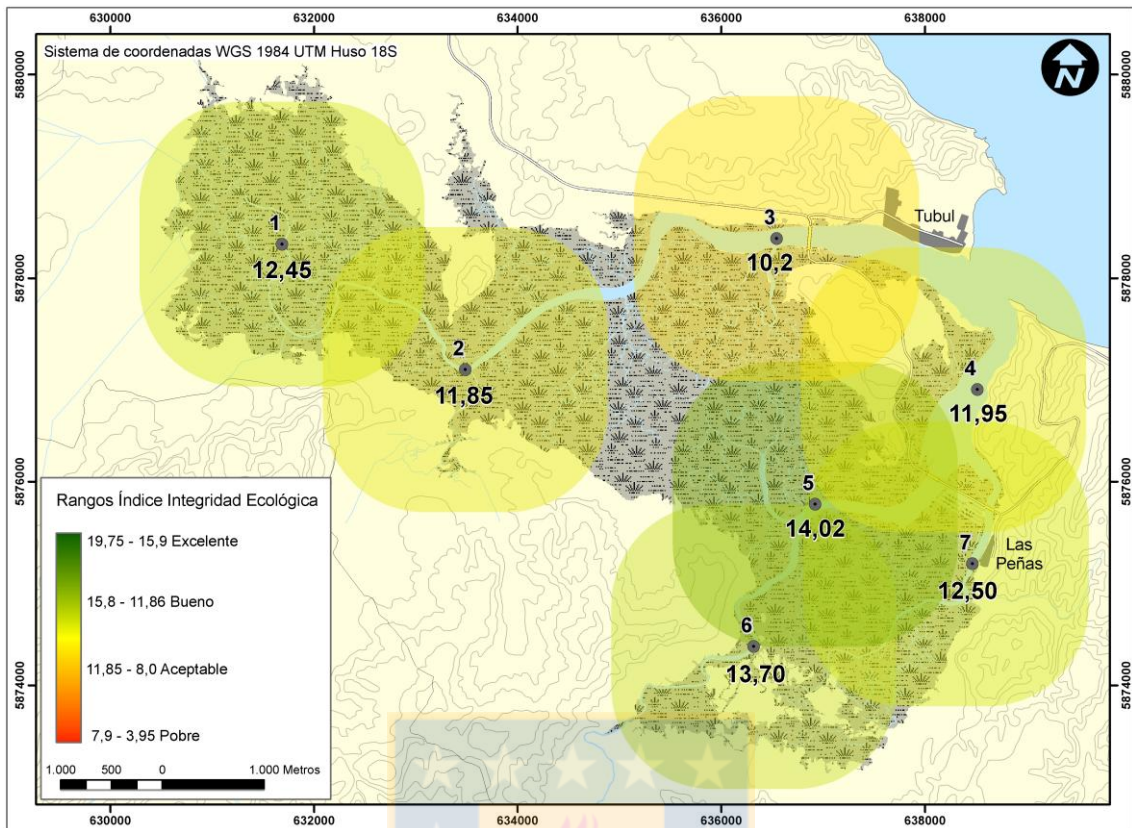 630000 632000 634000 636000 638000
Sistema de coordenadas WGS 1984 UTM Huso 18S
N
5880000 5880000
3
Tubul
1
10,2
12,45
5878000 5878000
2
4
11,85
11,95
5876000 5876000
5
14,02
7
Las
Peñas
12,50
6
13,70
5874000 5874000
Rangos Índice Integridad Ecológica
19,75 - 15,9 Excelente
15,8 - 11,86 Bueno
11,85 - 8,0 Aceptable
7,9 - 3,95 Pobre
1.000 500 0 1.000 Metros
630000 632000 634000 636000 638000